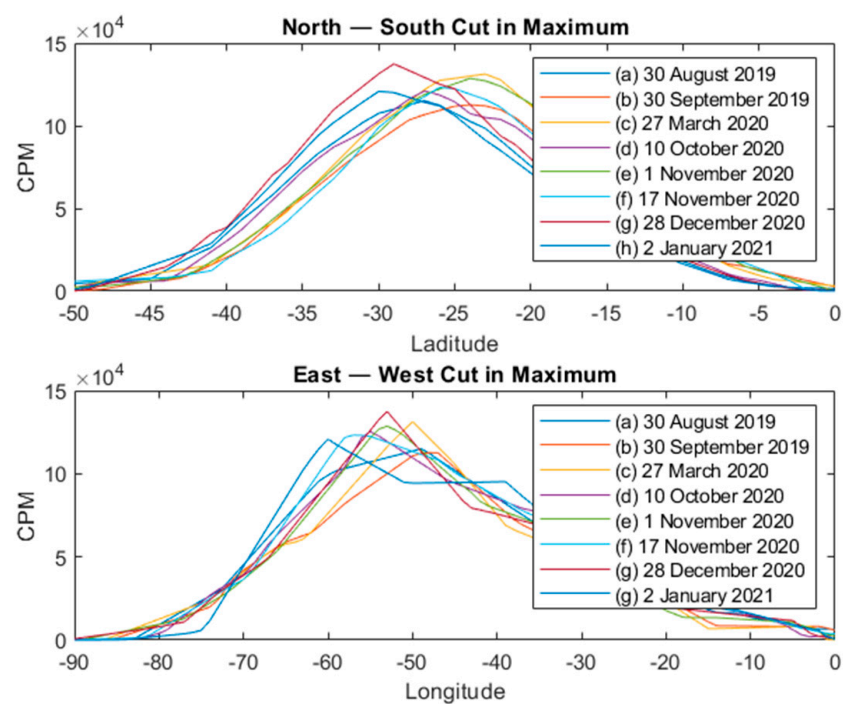 North — South Cut in Maximum
×10⁴
15
10
5
0
CPM
-50 -45 -40 -35 -30 -25 -20 -15 -10 -5 0
Laditude
(a) 30 August 2019
(b) 30 September 2019
(c) 27 March 2020
(d) 10 October 2020
(e) 1 November 2020
(f) 17 November 2020
(g) 28 December 2020
(h) 2 January 2021
East — West Cut in Maximum
×10⁴
15
10
5
0
CPM
-90 -80 -70 -60 -50 -40 -30 -20 -10 0
Longitude
(a) 30 August 2019
(b) 30 September 2019
(c) 27 March 2020
(d) 10 October 2020
(e) 1 November 2020
(f) 17 November 2020
(g) 28 December 2020
(g) 2 January 2021